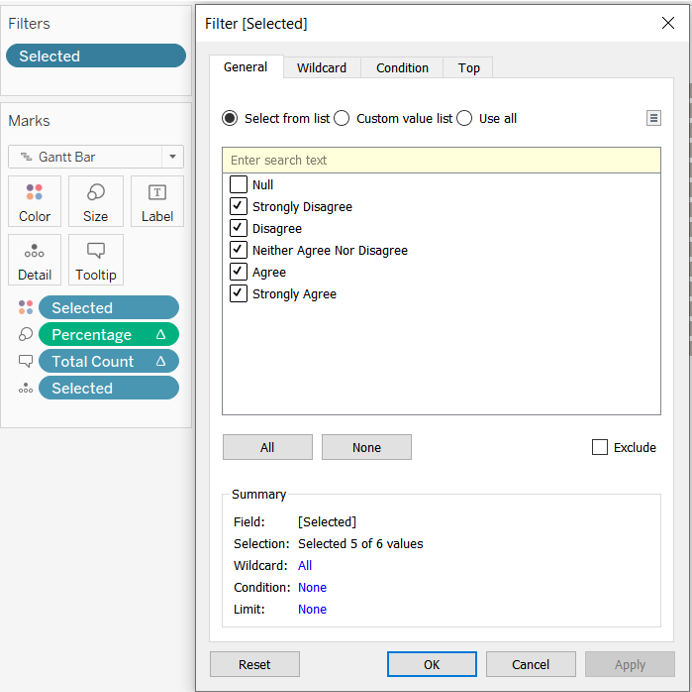 Filters
Selected
Marks
Gantt Bar
Color
Size
T
Label
Detail
Tooltip
Selected
Percentage Δ
Total Count Δ
Selected
Filter [Selected]
General
Wildcard
Condition
Top
Select from list
Custom value list
Use all
Enter search text
Null
Strongly Disagree
Disagree
Neither Agree Nor Disagree
Agree
Strongly Agree
All
None
Exclude
Summary
Field: [Selected]
Selection: Selected 5 of 6 values
Wildcard: All
Condition: None
Limit: None
Reset
OK
Cancel
Apply